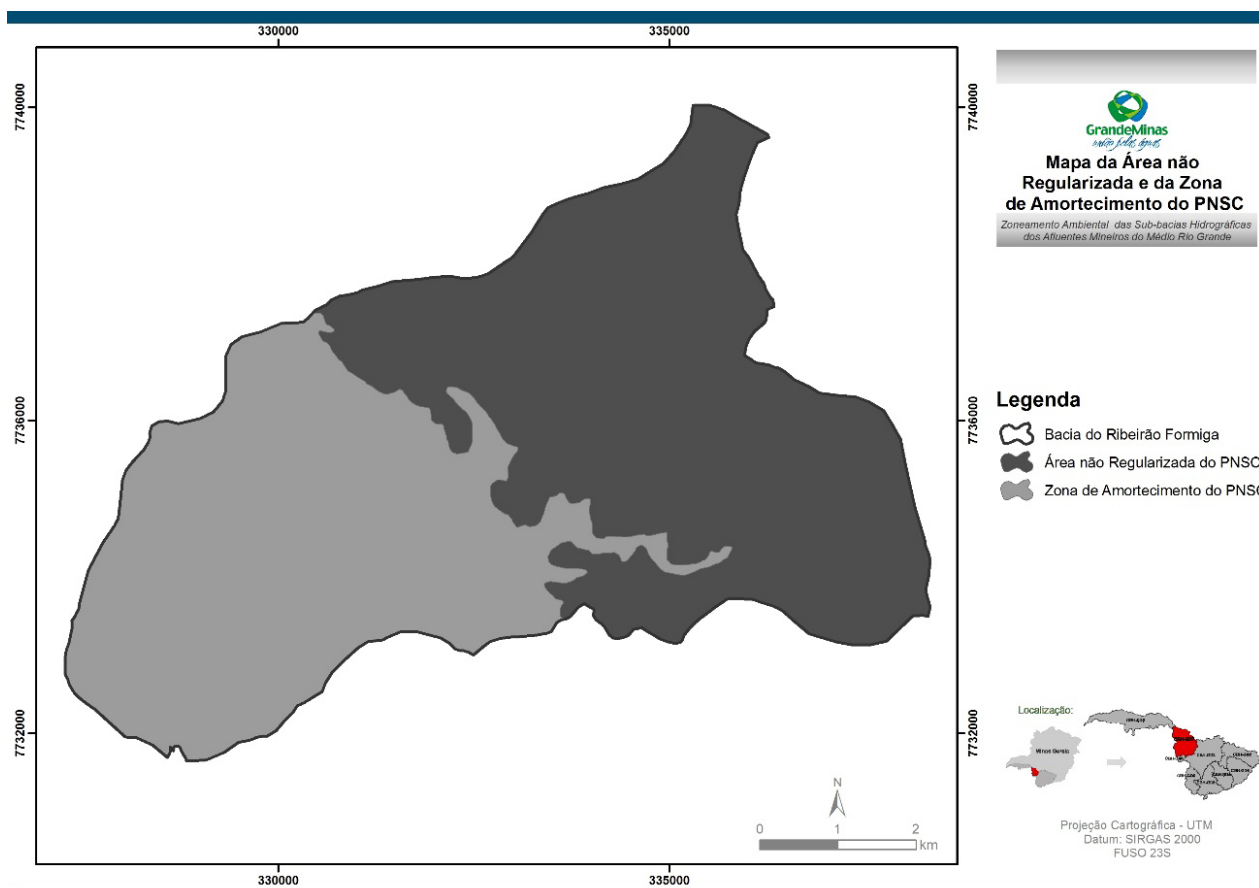 330000
335000
7740000
7740000
GrandeMinas
união pelas águas
Mapa da Área não
Regularizada e da Zona
de Amortecimento do PNSC
Zoneamento Ambiental das Sub-bacias Hidrográficas
dos Afluentes Mineiros do Médio Rio Grande
7736000
7736000
Legenda
Bacia do Ribeirão Formiga
Área não Regularizada do PNSC
Zona de Amortecimento do PNSC
7732000
7732000
Localização:
Minas Gerais
N
0 1 2
km
Projeção Cartográfica - UTM
Datum: SIRGAS 2000
FUSO 23S
330000
335000